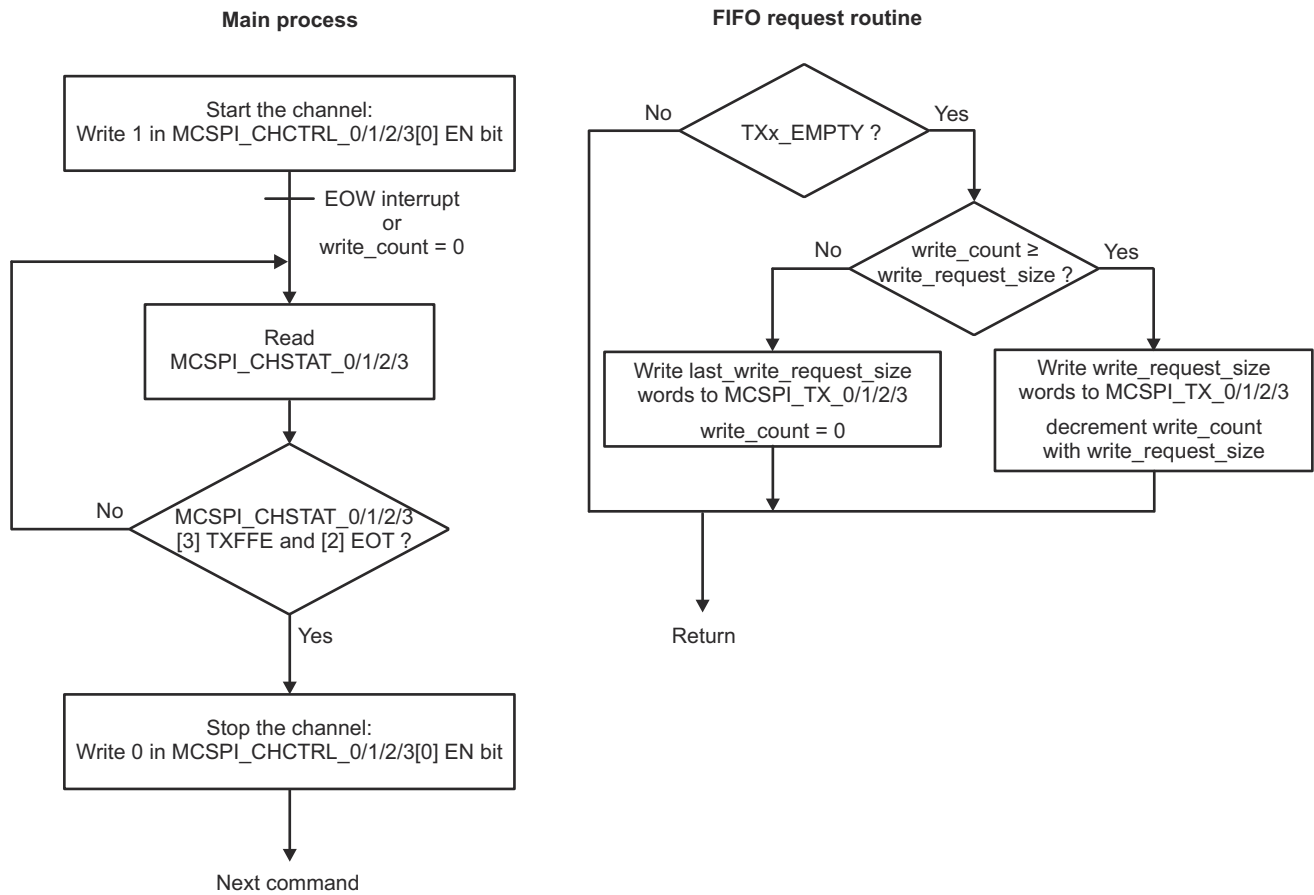 Main process
Start the channel:
Write 1 in MCSPI_CHCTRL_0/1/2/3[0] EN bit
EOW interrupt
or
write_count = 0
Read
MCSPI_CHSTAT_0/1/2/3
No
MCSPI_CHSTAT_0/1/2/3
[3] TXFFE and [2] EOT ?
Yes
Stop the channel:
Write 0 in MCSPI_CHCTRL_0/1/2/3[0] EN bit
Next command
FIFO request routine
No
TXx_EMPTY ?
Yes
No
write_count ≥
write_request_size ?
Yes
Write last_write_request_size
words to MCSPI_TX_0/1/2/3
write_count = 0
Write write_request_size
words to MCSPI_TX_0/1/2/3
decrement write_count
with write_request_size
Return